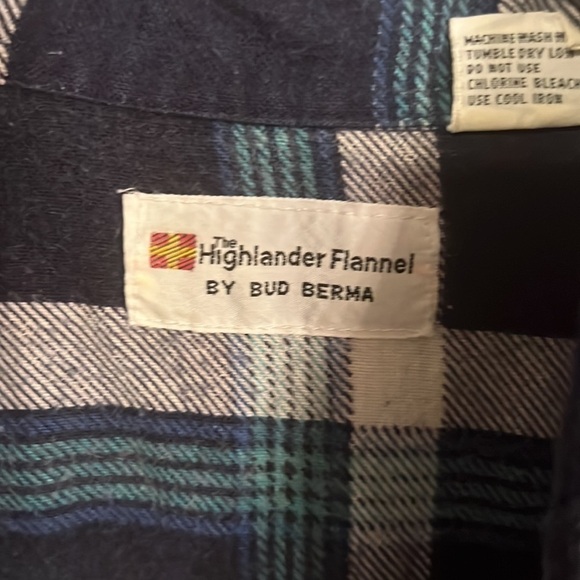 MACHINE WASH
TUMBLE DRY LOW
DO NOT USE
CHLORINE BLEACH
USE COOL IRON
The
Highlander Flannel
BY BUD BERMA